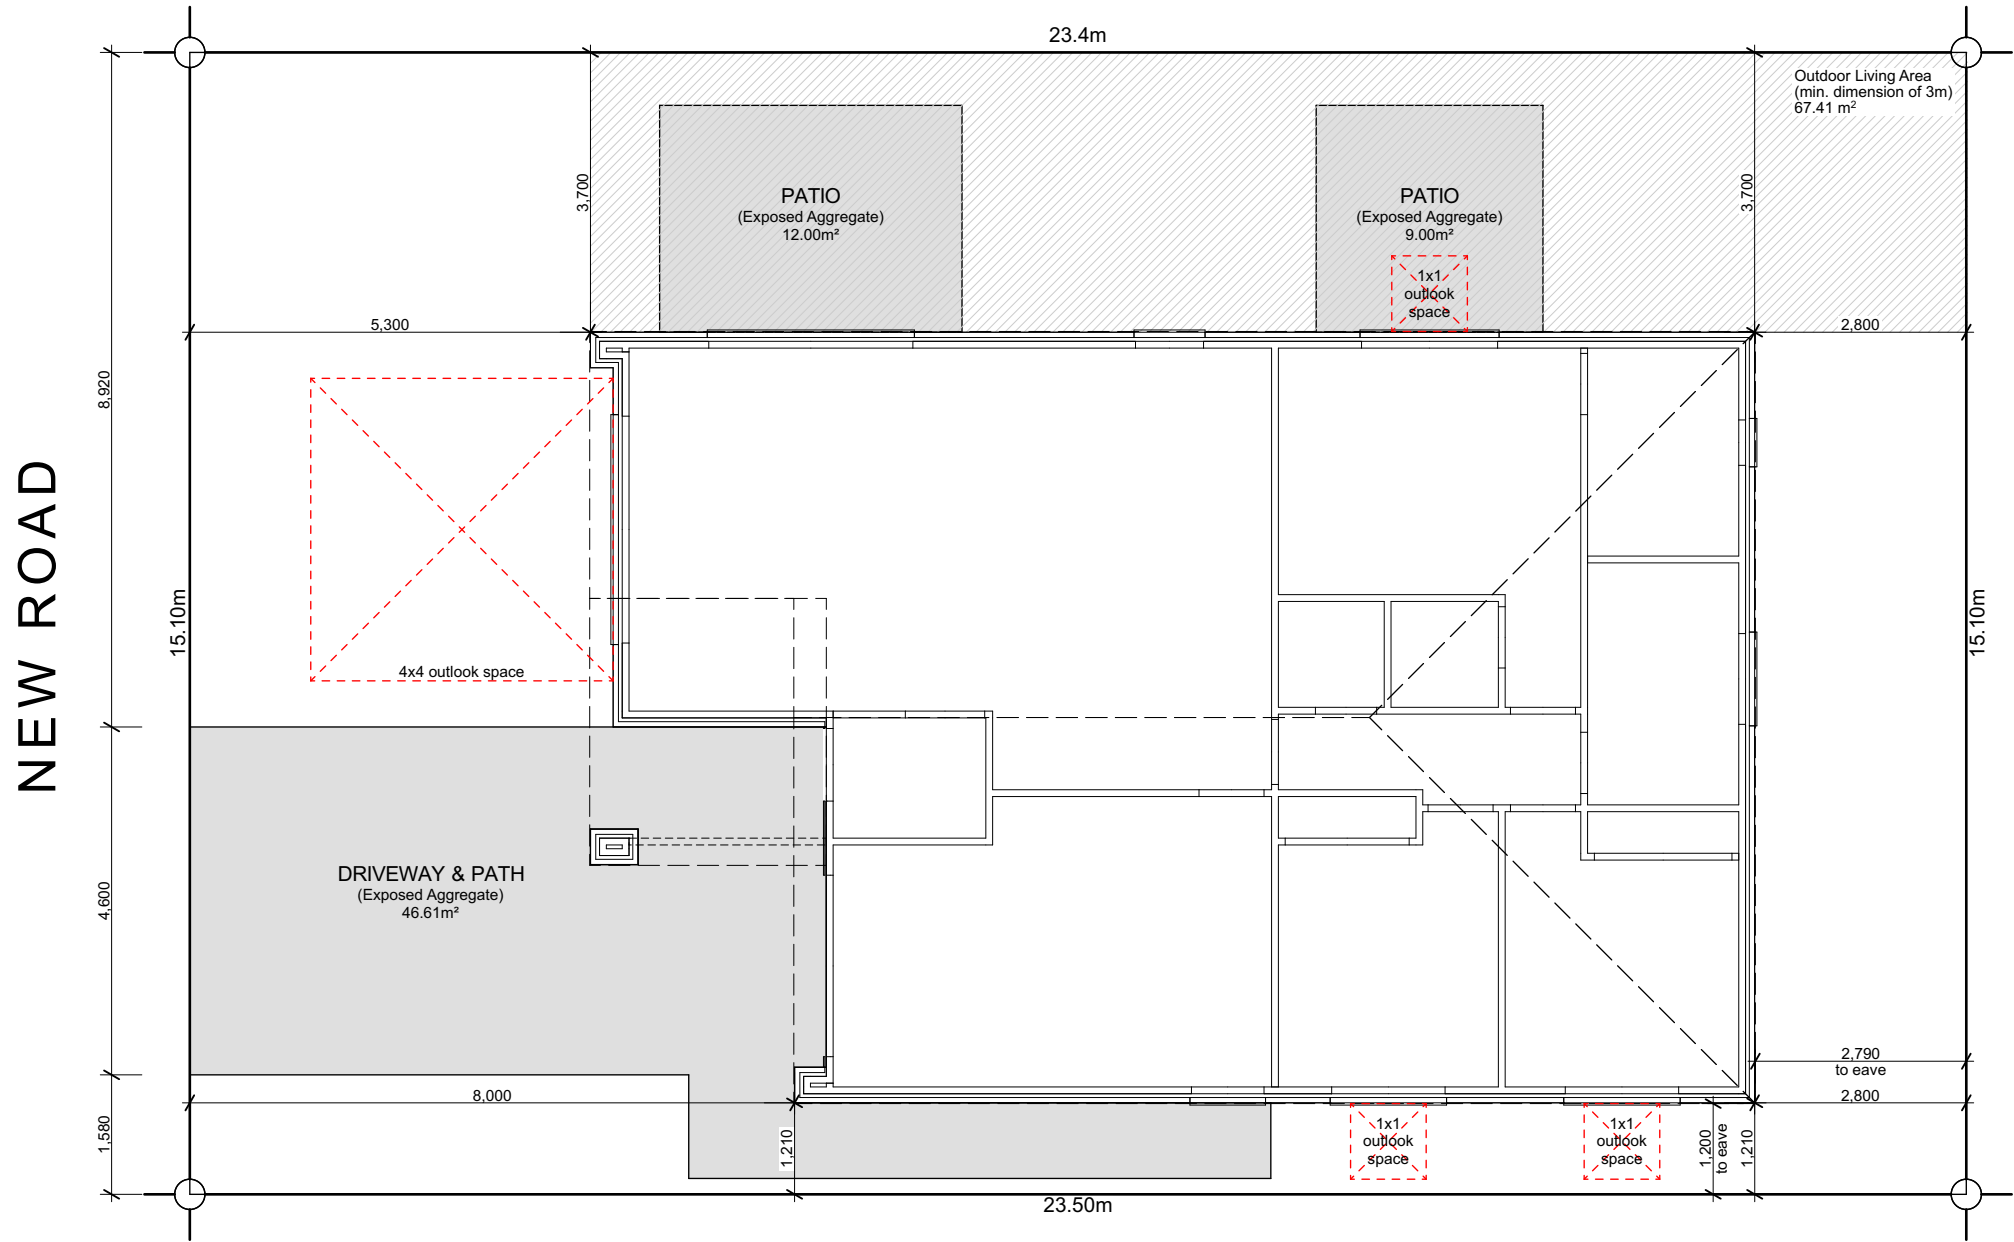 23.4m
Outdoor Living Area
(min. dimension of 3m)
67.41 m²
3,700
PATIO
(Exposed Aggregate)
12.00m²
PATIO
(Exposed Aggregate)
9.00m²
3,700
1x1
outlook
space
5,300
2,800
8,920
NEW ROAD
15.10m
4x4 outlook space
15.10m
DRIVEWAY & PATH
(Exposed Aggregate)
46.61m²
4,600
2,790
to eave
8,000
2,800
1,580
1,210
1x1
outlook
space
1x1
outlook
space
1,200
to eave
1,210
23.50m